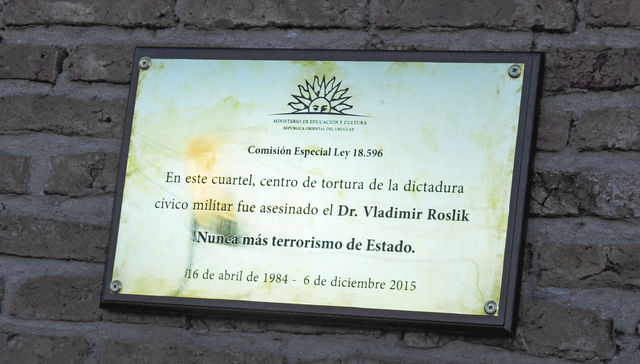 MINISTERIO DE EDUCACIÓN Y CULTURA
REPÚBLICA ORIENTAL DEL URUGUAY
Comisión Especial Ley 18.596
En este cuartel, centro de tortura de la dictadura
cívico militar fue asesinado el Dr. Vladimir Roslik
Nunca más terrorismo de Estado.
16 de abril de 1984 - 6 de diciembre 2015